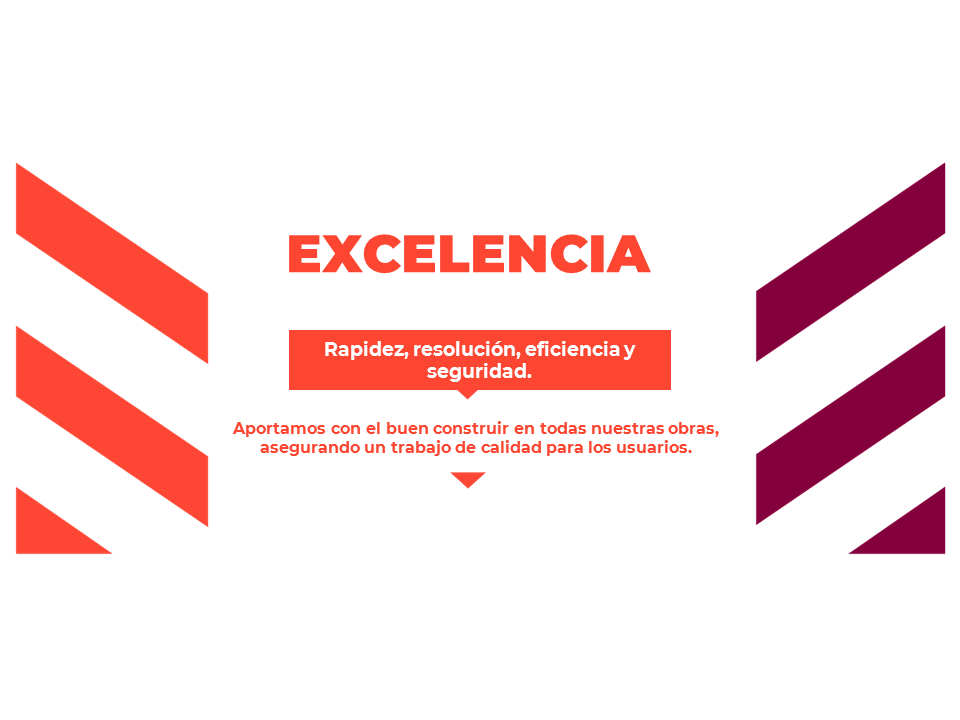 EXCELENCIA
Rapidez, resolución, eficiencia y
seguridad.
Aportamos con el buen construir en todas nuestras obras,
asegurando un trabajo de calidad para los usuarios.